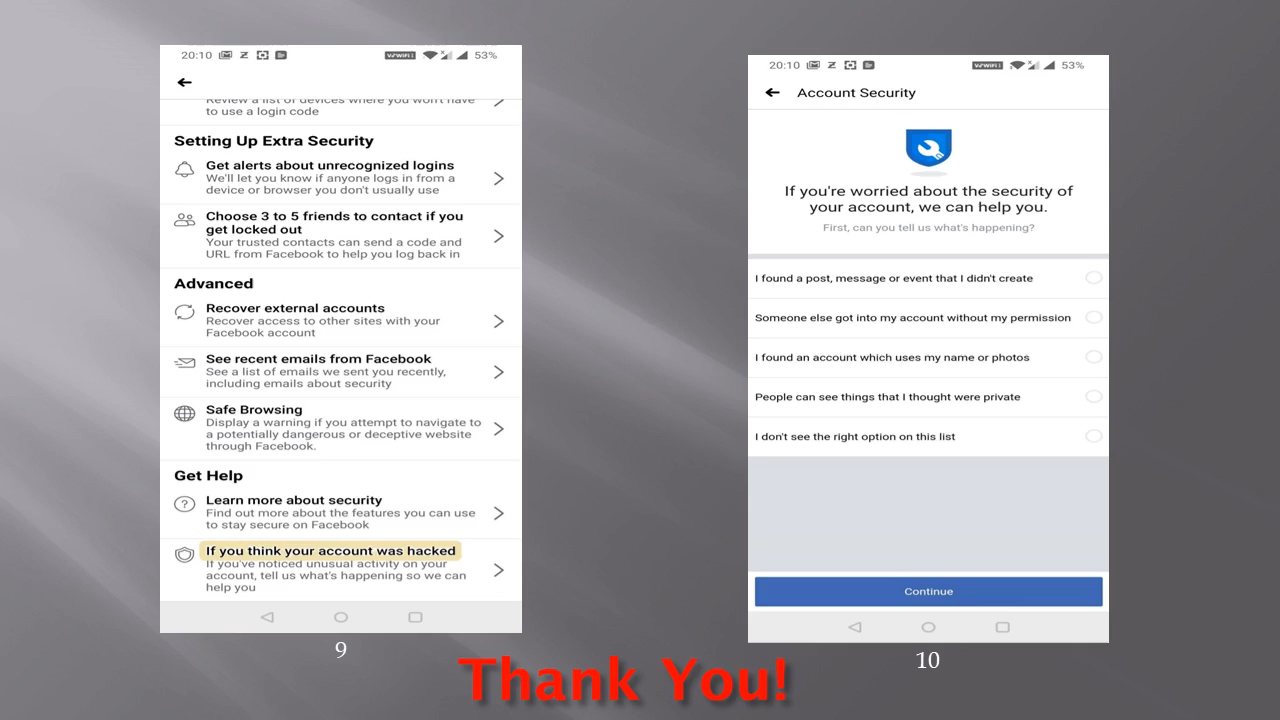 20:10
53%
Review a list of devices where you won't have
to use a login code
Setting Up Extra Security
Get alerts about unrecognized logins
We'll let you know if anyone logs in from a
device or browser you don't usually use
Choose 3 to 5 friends to contact if you
get locked out
Your trusted contacts can send a code and
URL from Facebook to help you log back in
Advanced
Recover external accounts
Recover access to other sites with your
Facebook account
See recent emails from Facebook
See a list of emails we sent you recently,
including emails about security
Safe Browsing
Display a warning if you attempt to navigate to
a potentially dangerous or deceptive website
through Facebook.
Get Help
Learn more about security
Find out more about the features you can use
to stay secure on Facebook
If you think your account was hacked
If you've noticed unusual activity on your
account, tell us what's happening so we can
help you
9
20:10
53%
Account Security
If you're worried about the security of
your account, we can help you.
First, can you tell us what's happening?
I found a post, message or event that I didn't create
Someone else got into my account without my permission
I found an account which uses my name or photos
People can see things that I thought were private
I don't see the right option on this list
Continue
10
Thank You!